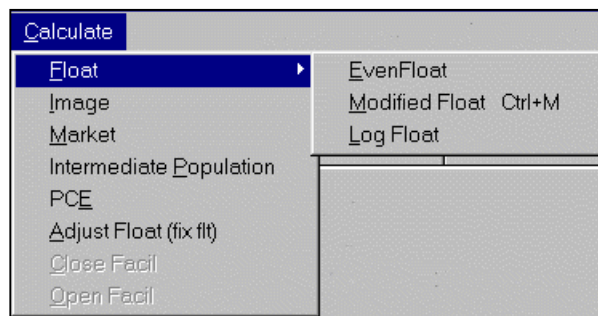 Calculate
Float
Image
Market
Intermediate Population
PCE
Adjust Float (fix flt)
Close Facil
Open Facil
EvenFloat
Modified Float Ctrl+M
Log Float